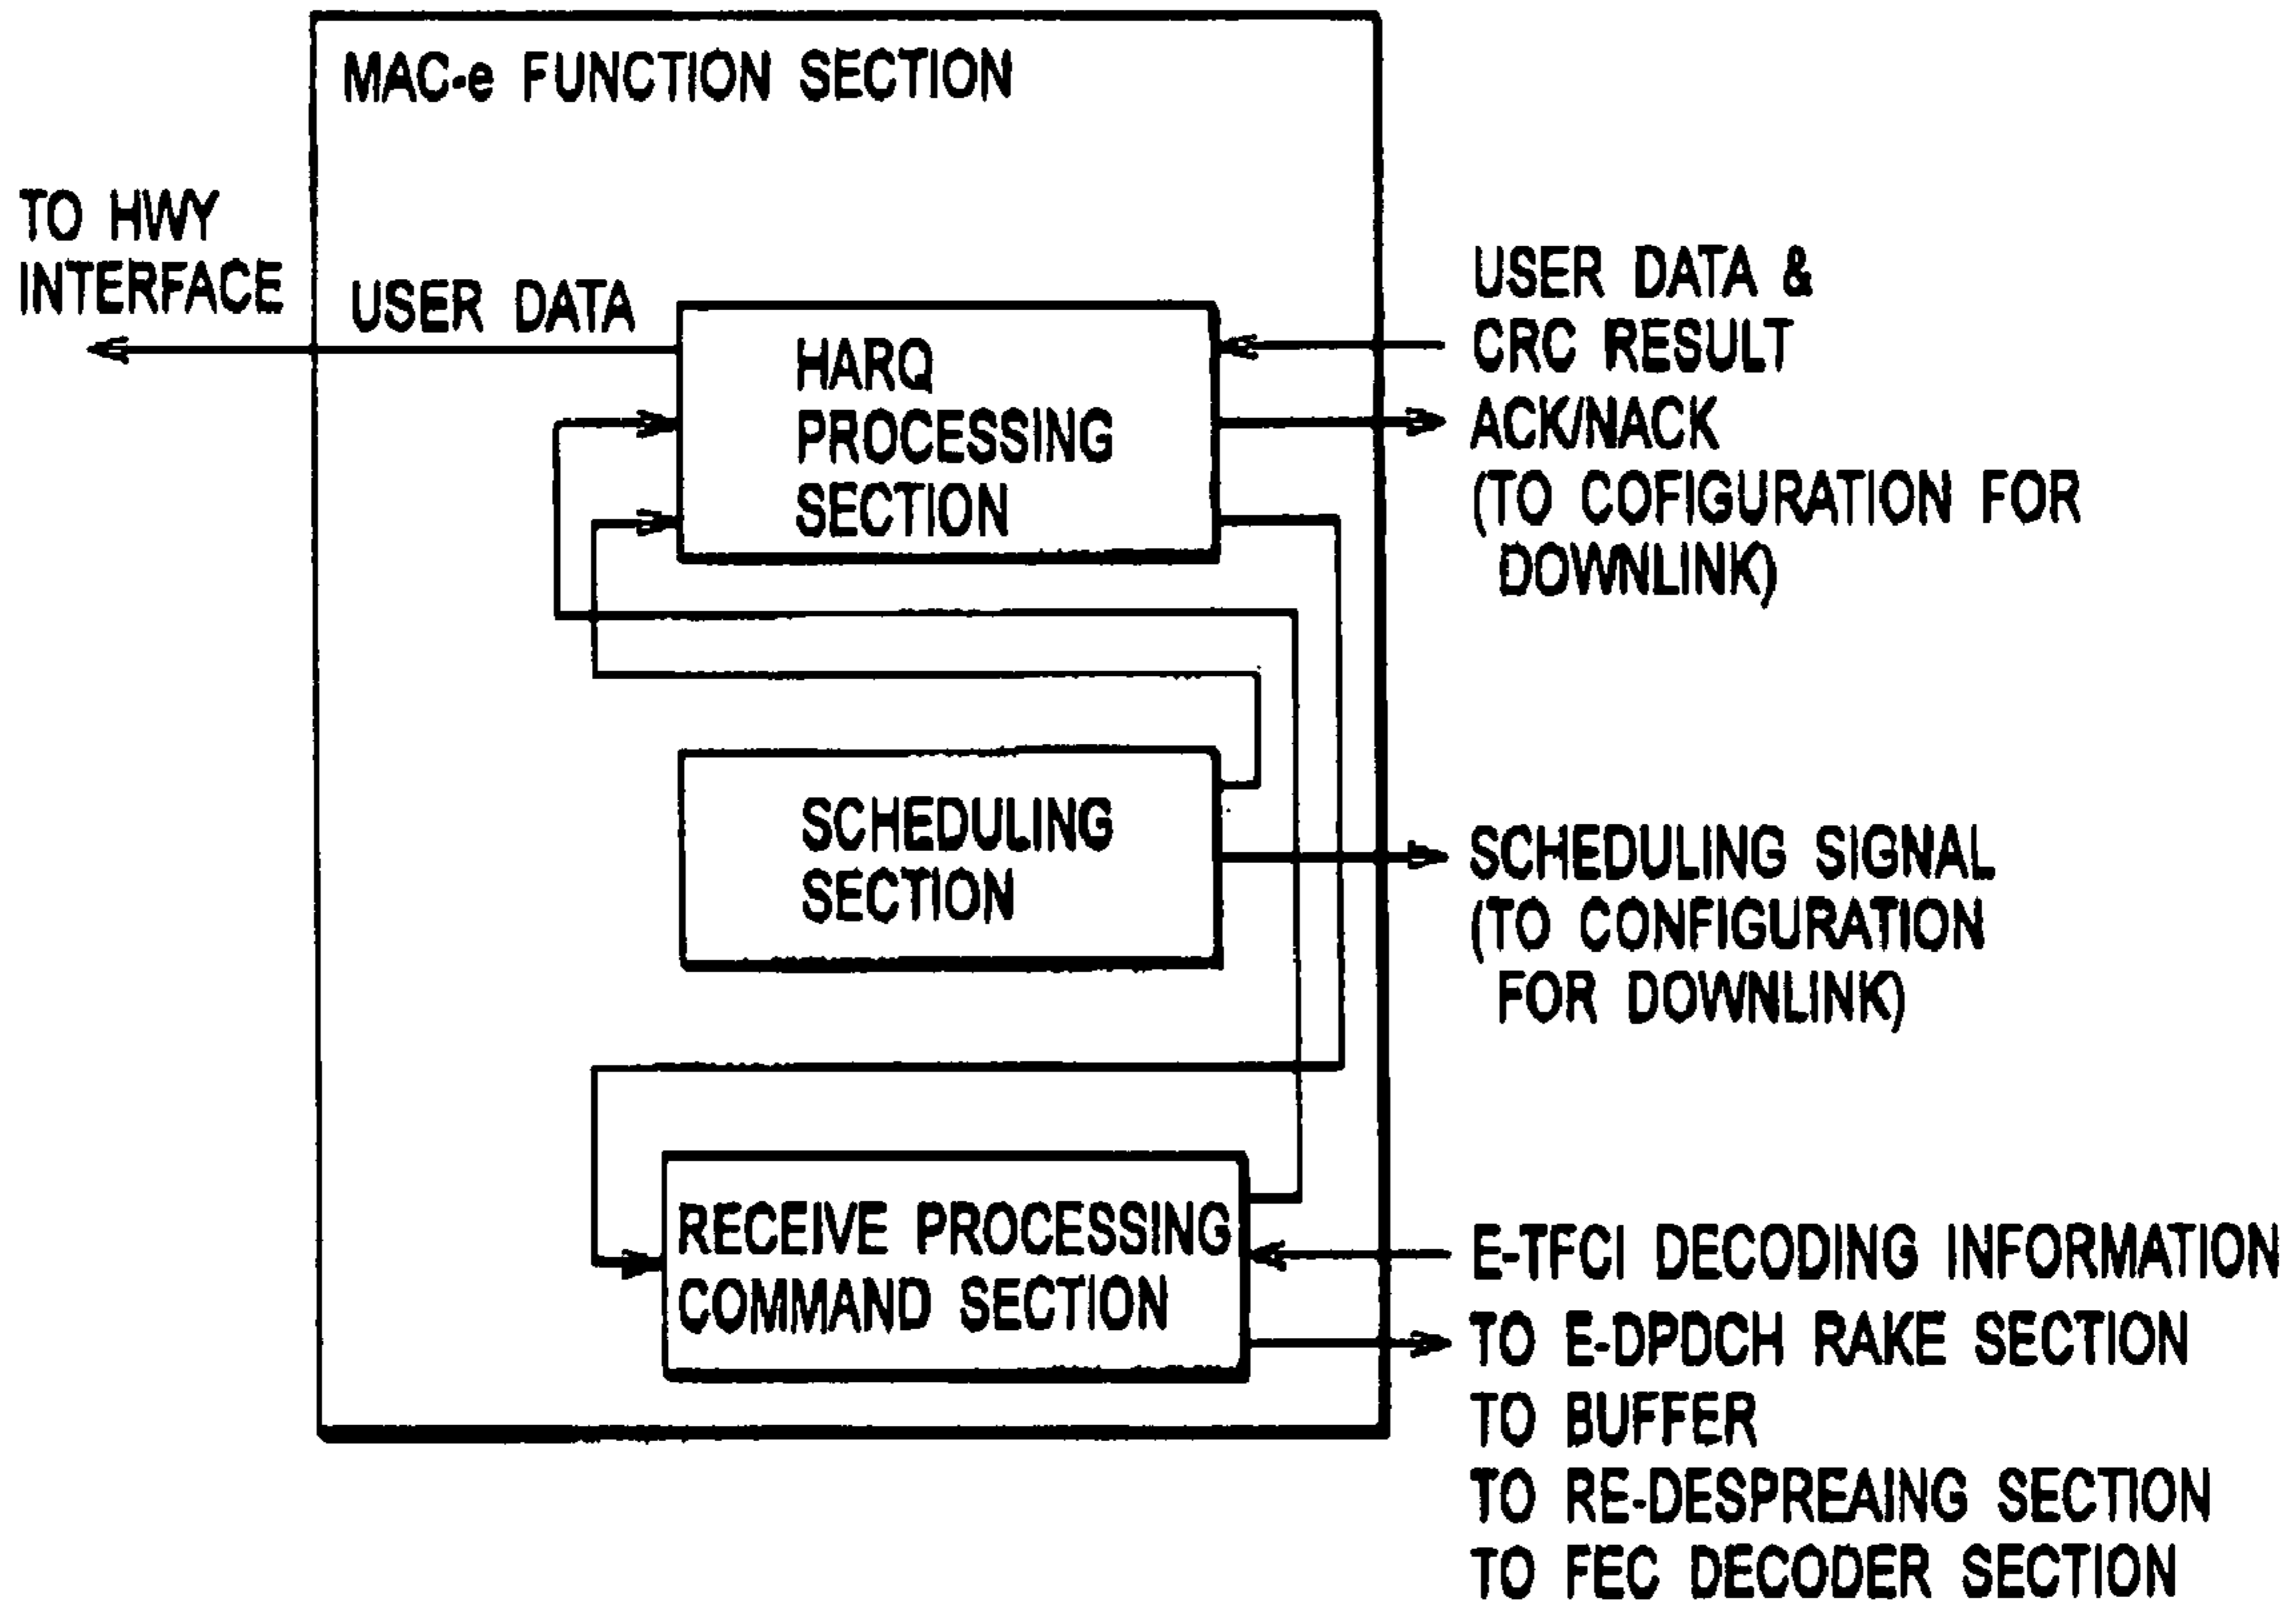 MAC-e FUNCTION SECTION
TO HWY
INTERFACE
USER DATA
HARQ
PROCESSING
SECTION
USER DATA &
CRC RESULT
ACK/NACK
(TO COFIGURATION FOR
DOWNLINK)
SCHEDULING
SECTION
SCHEDULING SIGNAL
(TO CONFIGURATION
FOR DOWNLINK)
RECEIVE PROCESSING
COMMAND SECTION
E-TFCI DECODING INFORMATION
TO E-DPDCH RAKE SECTION
TO BUFFER
TO RE-DESPREAING SECTION
TO FEC DECODER SECTION